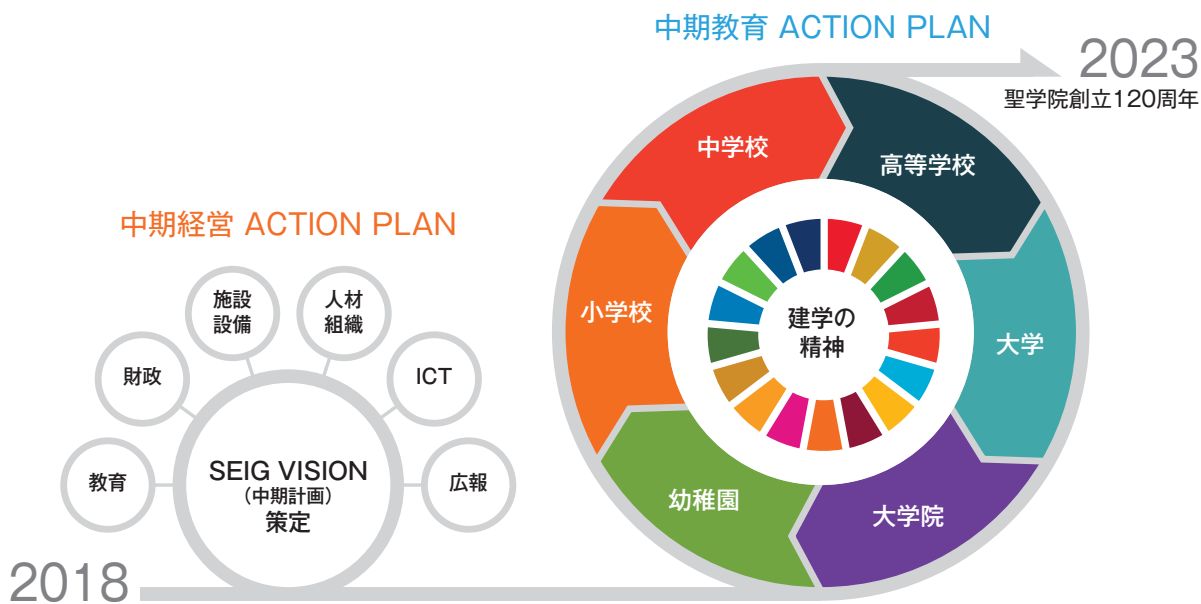 中期教育 ACTION PLAN
2023
聖学院創立120周年
中学校
高等学校
小学校
建学の
精神
大学
幼稚園
大学院
中期経営 ACTION PLAN
施設
設備
人材
組織
財政
ICT
教育
広報
SEIG VISION
（中期計画）
策定
2018